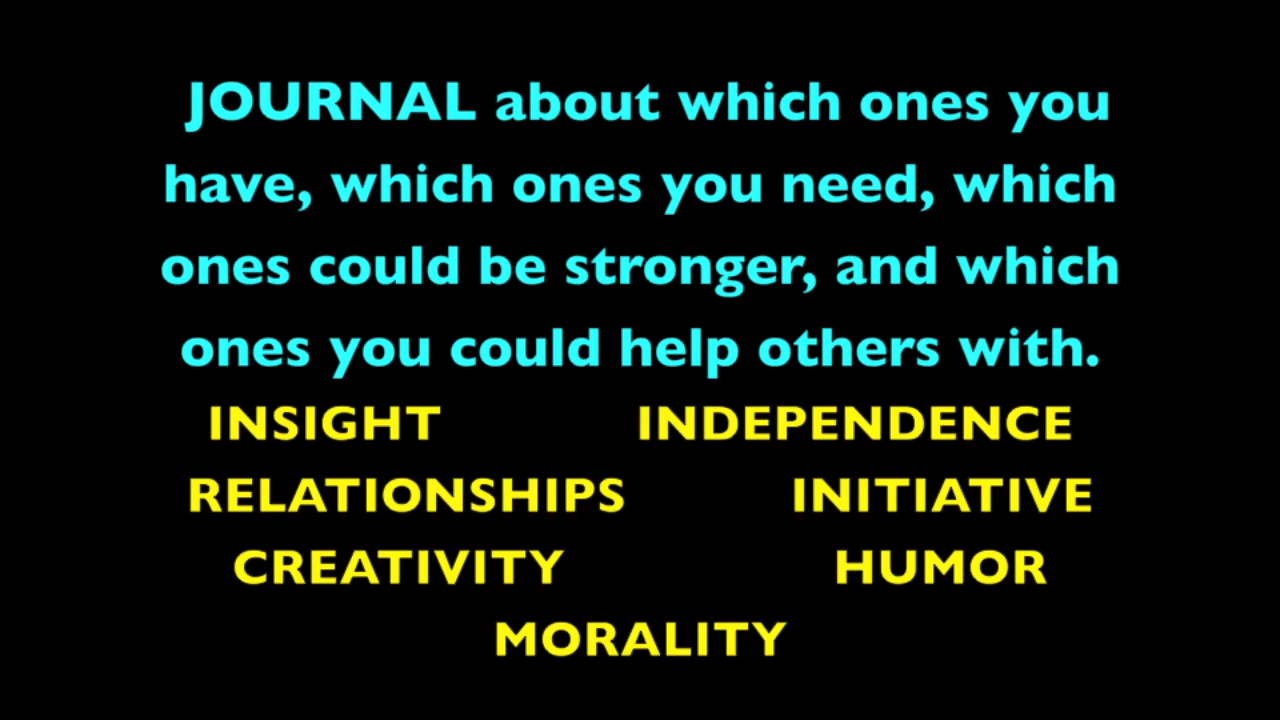 JOURNAL about which ones you
have, which ones you need, which
ones could be stronger, and which
ones you could help others with.
INSIGHT INDEPENDENCE
RELATIONSHIPS INITIATIVE
CREATIVITY HUMOR
MORALITY